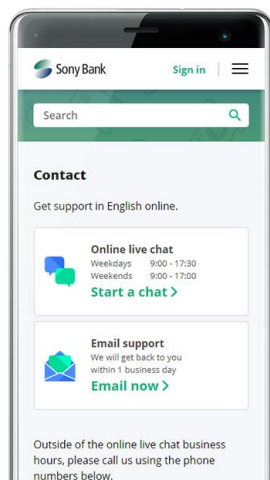 Sony Bank
Sign in
Search
Contact
Get support in English online.
Online live chat
Weekdays 9:00 - 17:30
Weekends 9:00 - 17:00
Start a chat
Email support
We will get back to you
within 1 business day
Email now
Outside of the online live chat business
hours, please call us using the phone
numbers below.